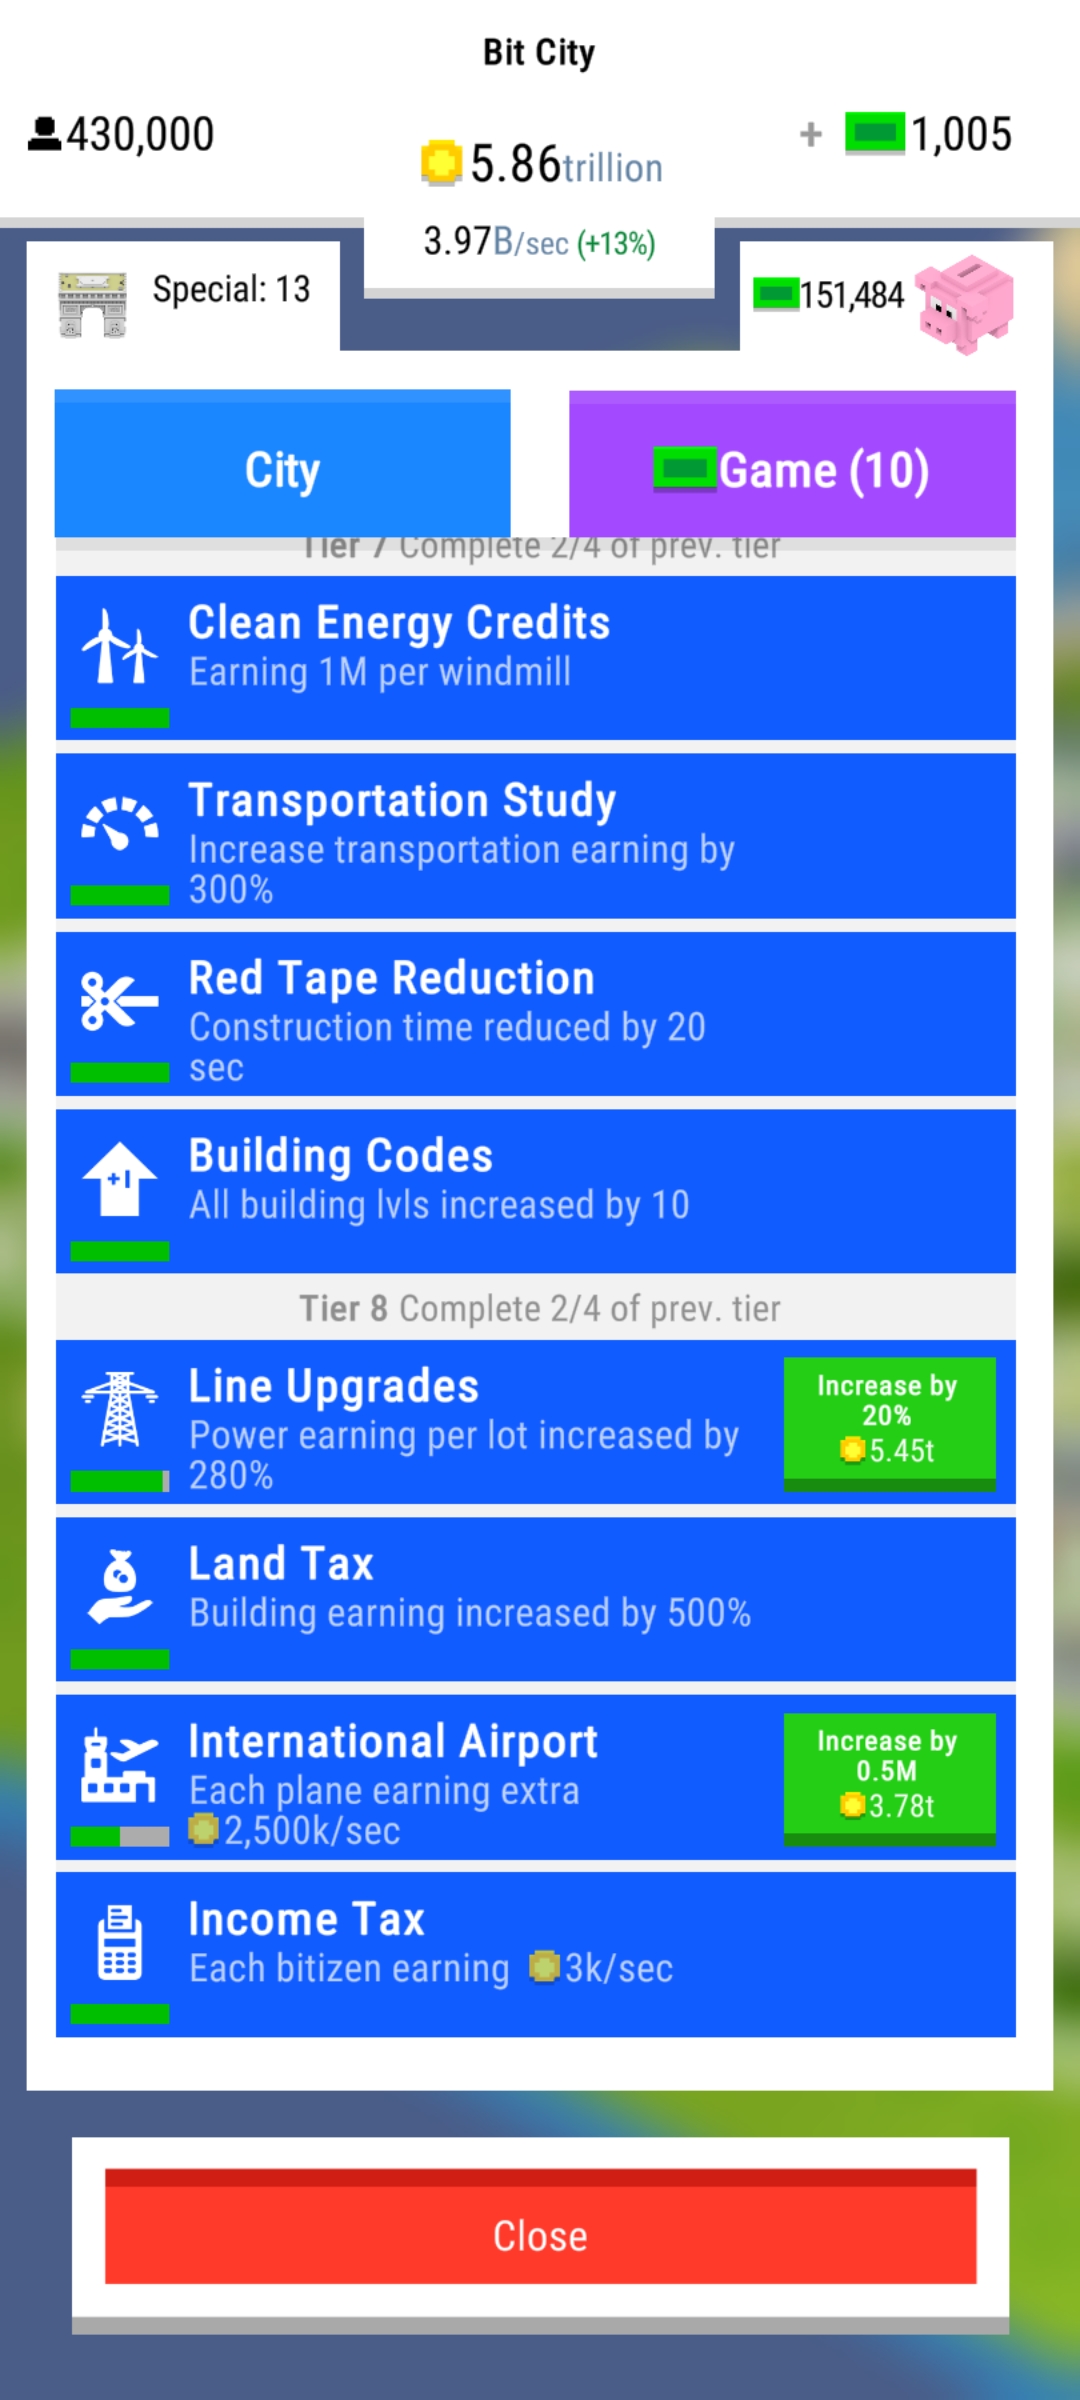 Bit City
430,000
5.86trillion
+ 1,005
3.97B/sec (+13%)
Special: 13
151,484
City
Game (10)
Tier 7 Complete 2/4 of prev. tier
Clean Energy Credits
Earning 1M per windmill
Transportation Study
Increase transportation earning by
300%
Red Tape Reduction
Construction time reduced by 20
sec
+1
Building Codes
All building lvls increased by 10
Tier 8 Complete 2/4 of prev. tier
Line Upgrades
Power earning per lot increased by
280%
Increase by
20%
5.45t
Land Tax
Building earning increased by 500%
International Airport
Each plane earning extra
2,500k/sec
Increase by
0.5M
3.78t
Income Tax
Each bitizen earning 3k/sec
Close